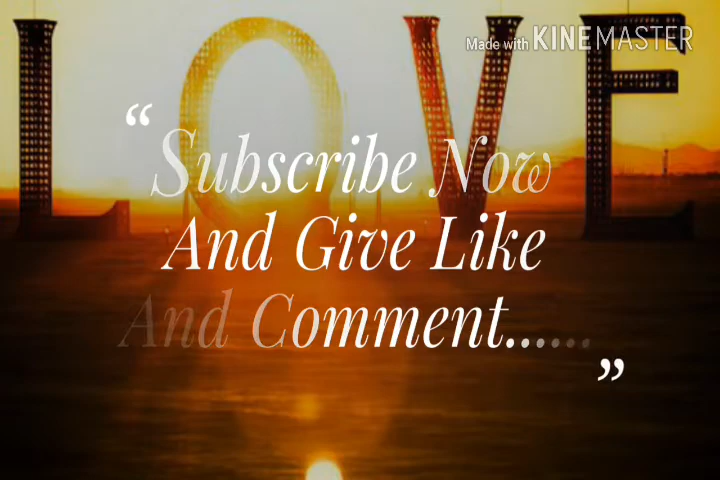 LOVE
Made with KINEMASTER
“Subscribe Now
And Give Like
And Comment......”